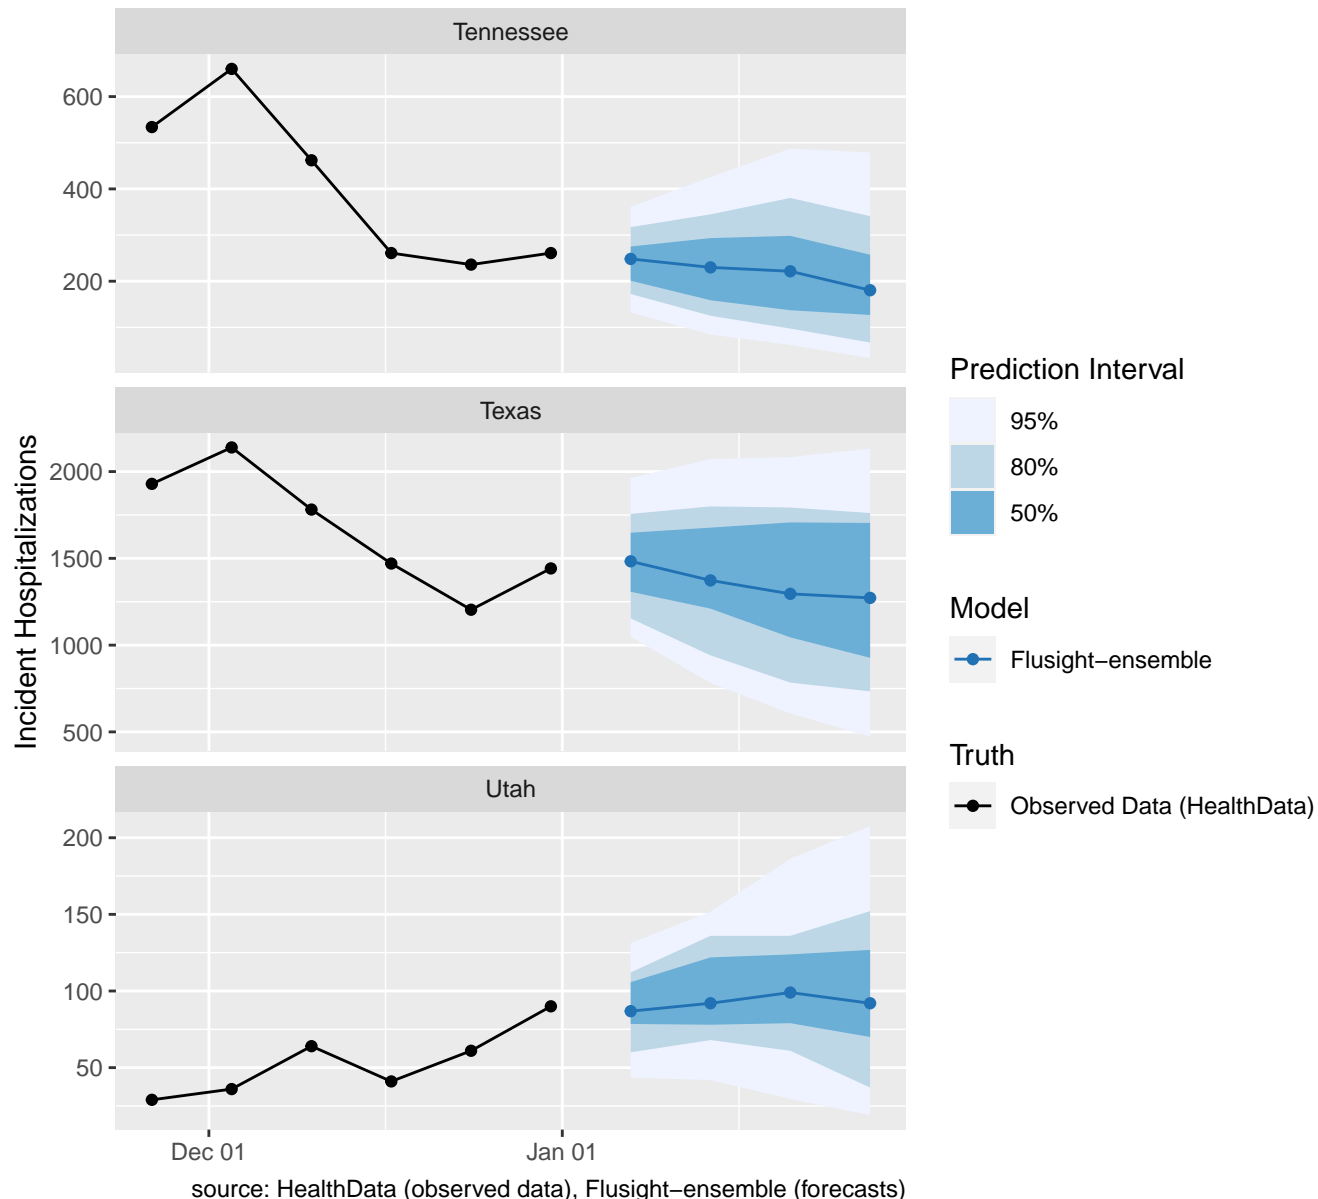 Tennessee
600
400
200
Texas
2000
1500
1000
500
Utah
200
150
100
50
Dec 01
Jan 01
Incident Hospitalizations
source: HealthData (observed data), Flusight−ensemble (forecasts)
Prediction Interval
95%
80%
50%
Model
Flusight−ensemble
Truth
Observed Data (HealthData)